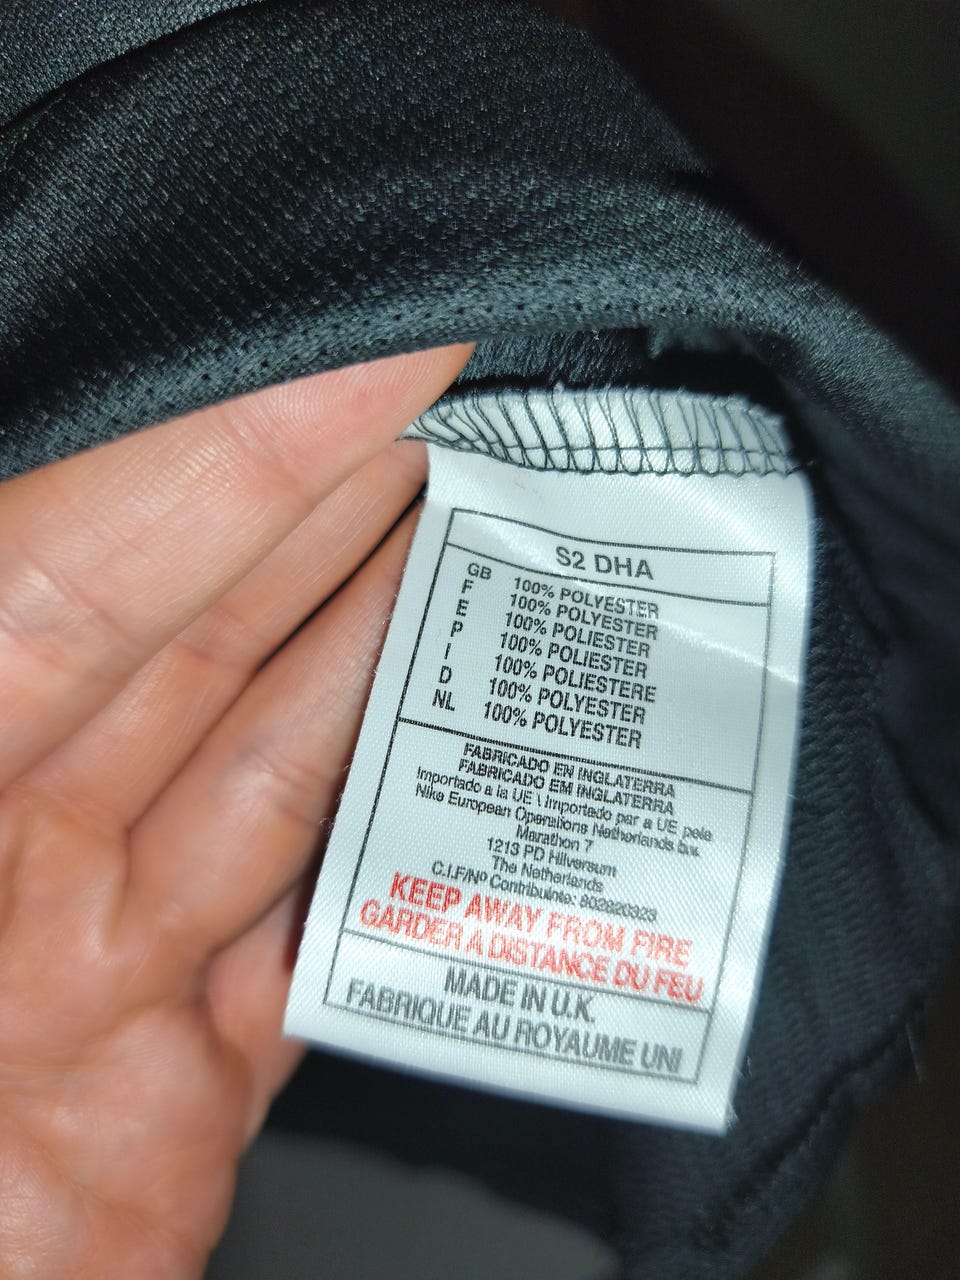 S2 DHA
GB 100% POLYESTER
F 100% POLYESTER
E 100% POLIESTER
P 100% POLIESTER
I 100% POLIESTERE
D 100% POLYESTER
NL 100% POLYESTER
FABRICADO EN INGLATERRA
FABRICADO EM INGLATERRA
Importado a la UE \ Importado par a UE pela
Nike European Operations Netherlands b.v.
Marathon 7
1213 PD Hilversum
The Netherlands
C.I.F/Nº Contribuinte:
KEEP AWAY FROM FIRE
GARDER A DISTANCE DU FEU
MADE IN U.K.
FABRIQUE AU ROYAUME UNI